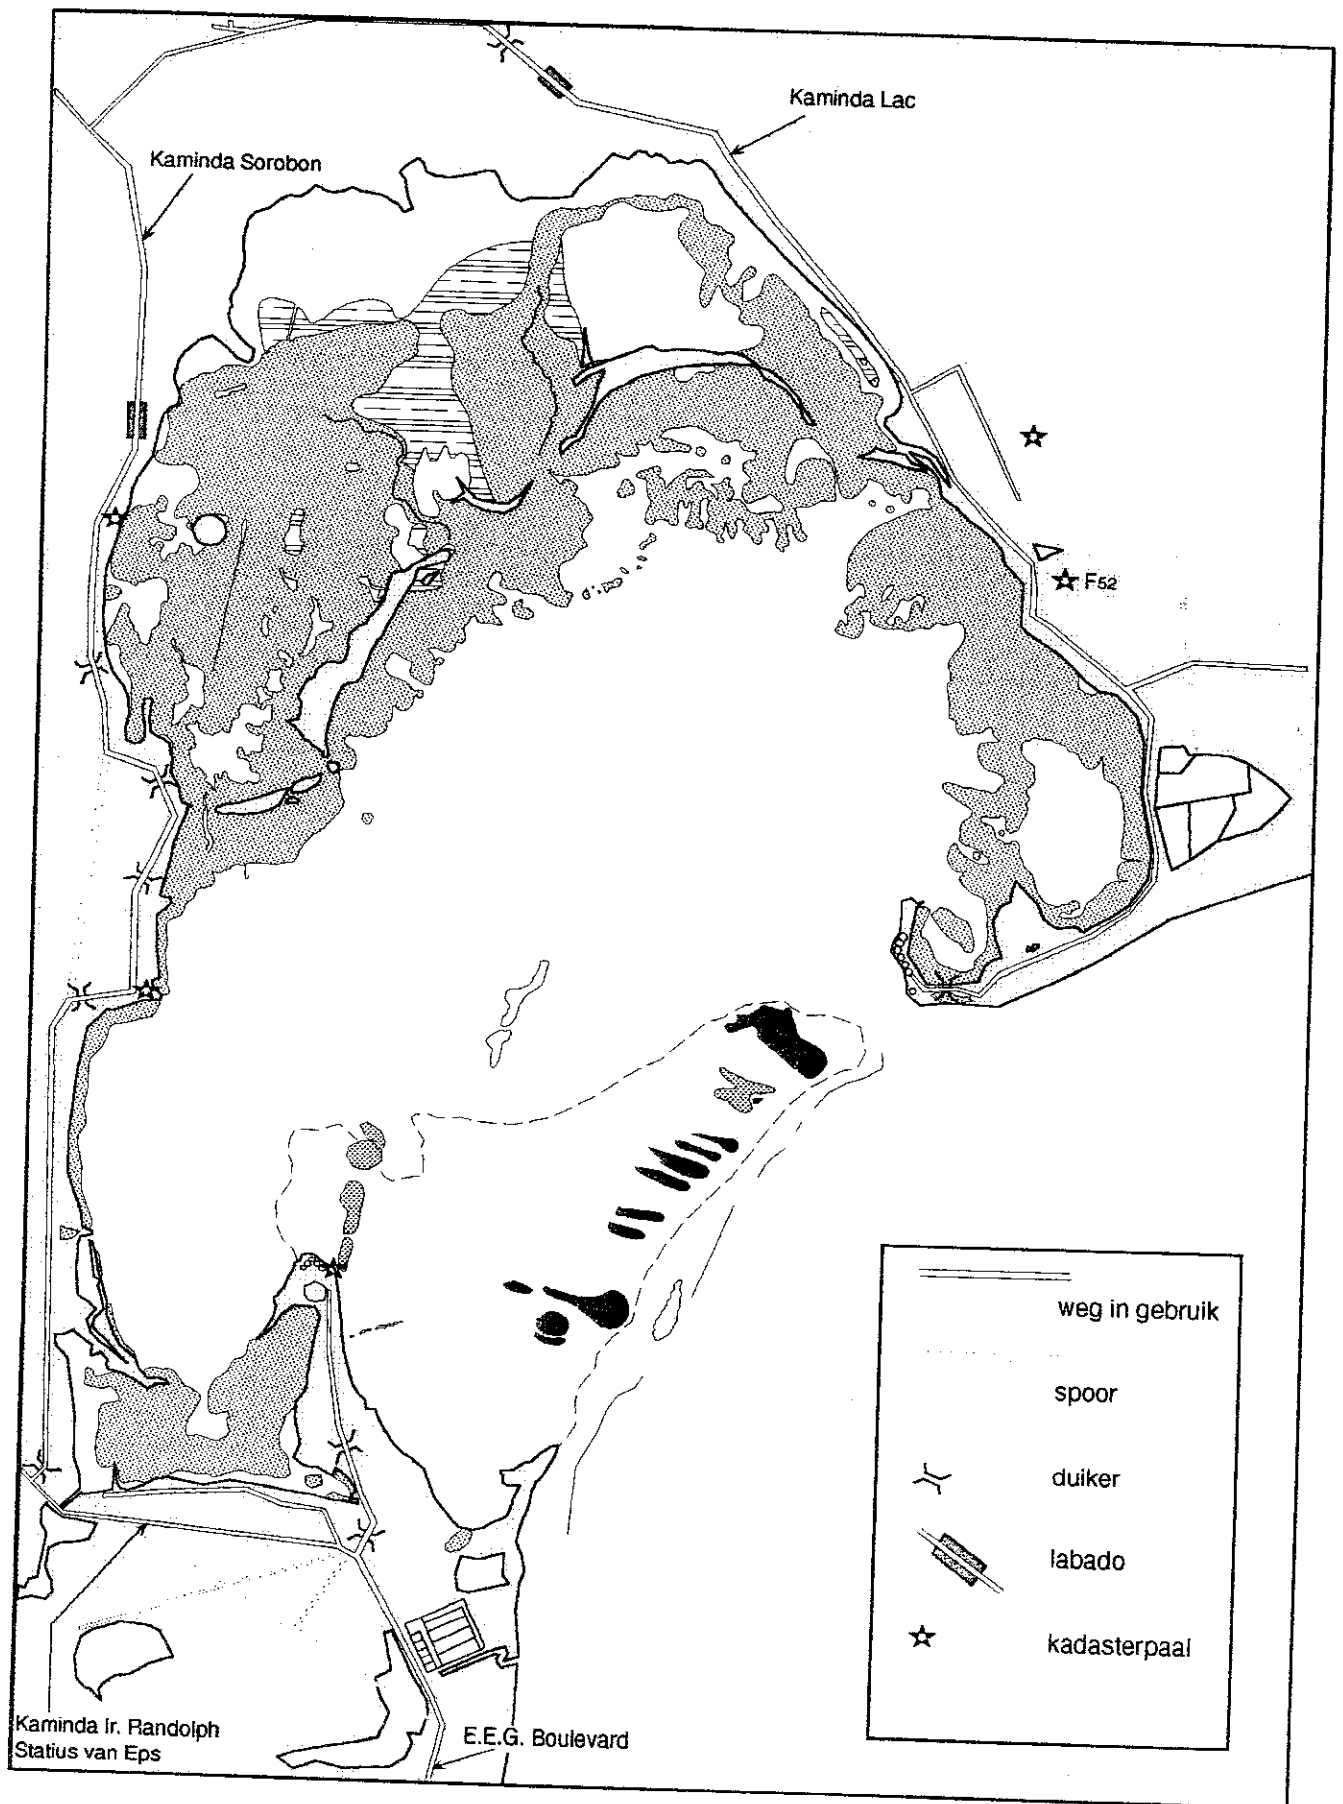 Kaminda Lac
Kaminda Sorobon
F52
weg in gebruik
spoor
duiker
labado
kadasterpaal
Kaminda Ir. Randolph
Statius van Eps
E.E.G. Boulevard